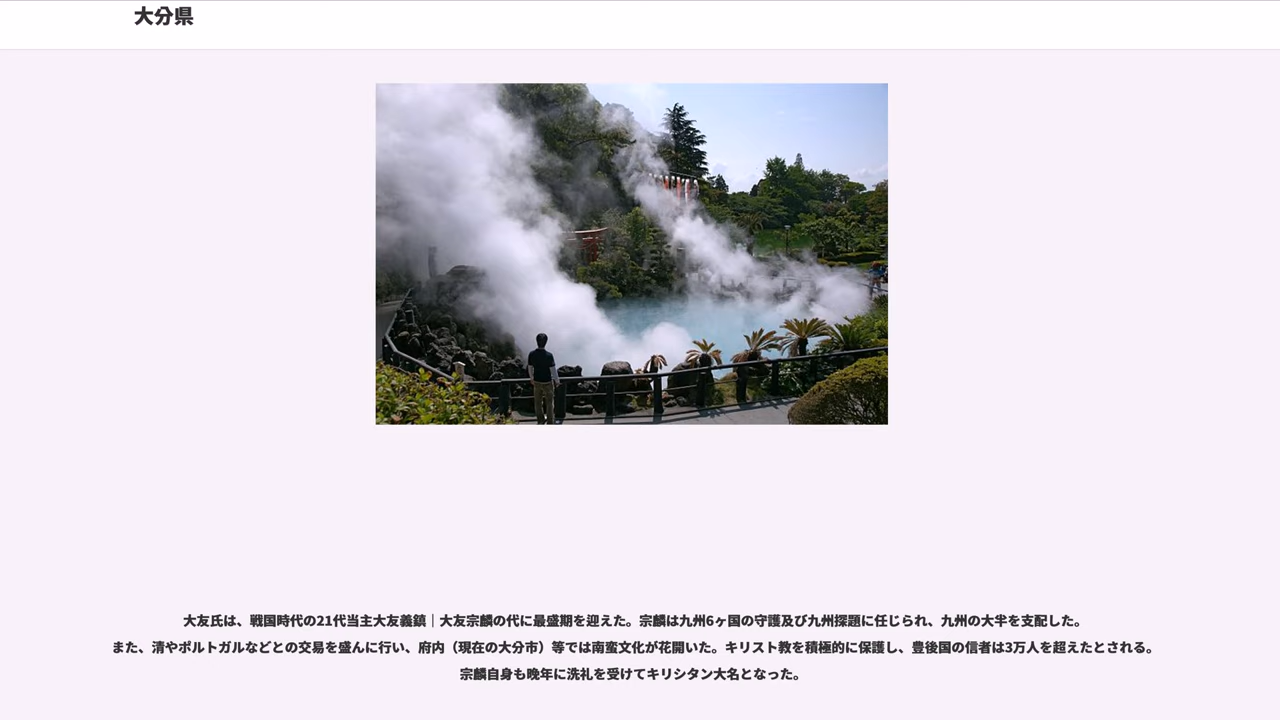 大分県
大友氏は、戦国時代の21代当主大友義鎮｜大友宗麟の代に最盛期を迎えた。宗麟は九州6ヶ国の守護及び九州探題に任じられ、九州の大半を支配した。
また、清やポルトガルなどとの交易を盛んに行い、府内（現在の大分市）等では南蛮文化が花開いた。キリスト教を積極的に保護し、豊後国の信者は3万人を超えたとされる。
宗麟自身も晩年に洗礼を受けてキリシタン大名となった。